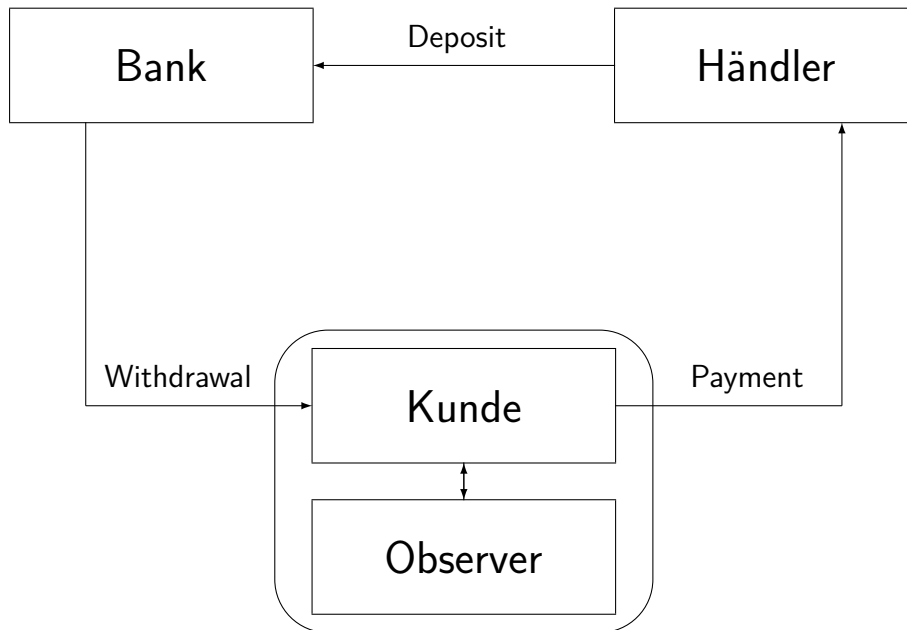 Deposit
Bank
Händler
Withdrawal
Payment
Kunde
Observer